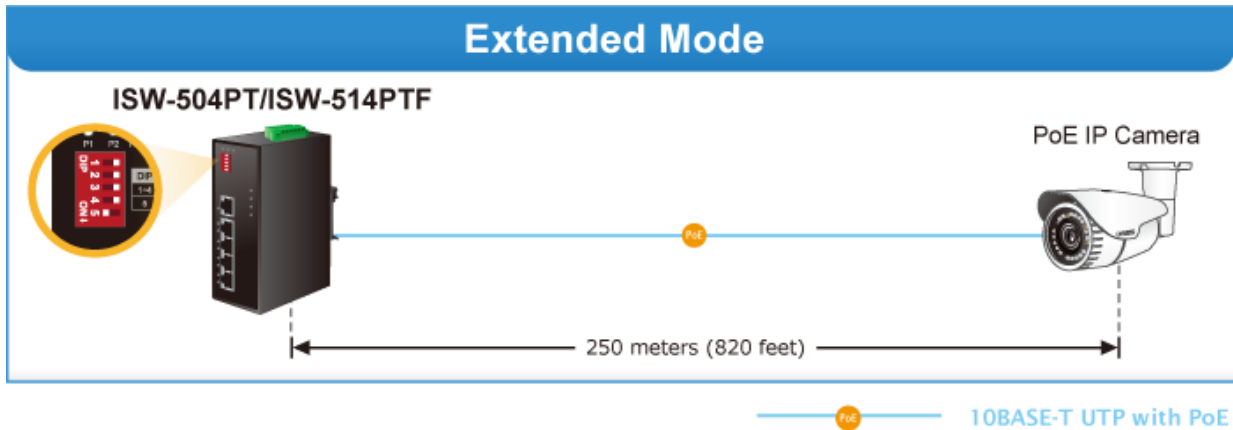 Extended Mode
ISW-504PT/ISW-514PTF
PoE IP Camera
P1 P2
DIP
1 2 3 4 5
ON↓
DIP
1~4
5
PoE
250 meters (820 feet)
PoE
10BASE-T UTP with PoE